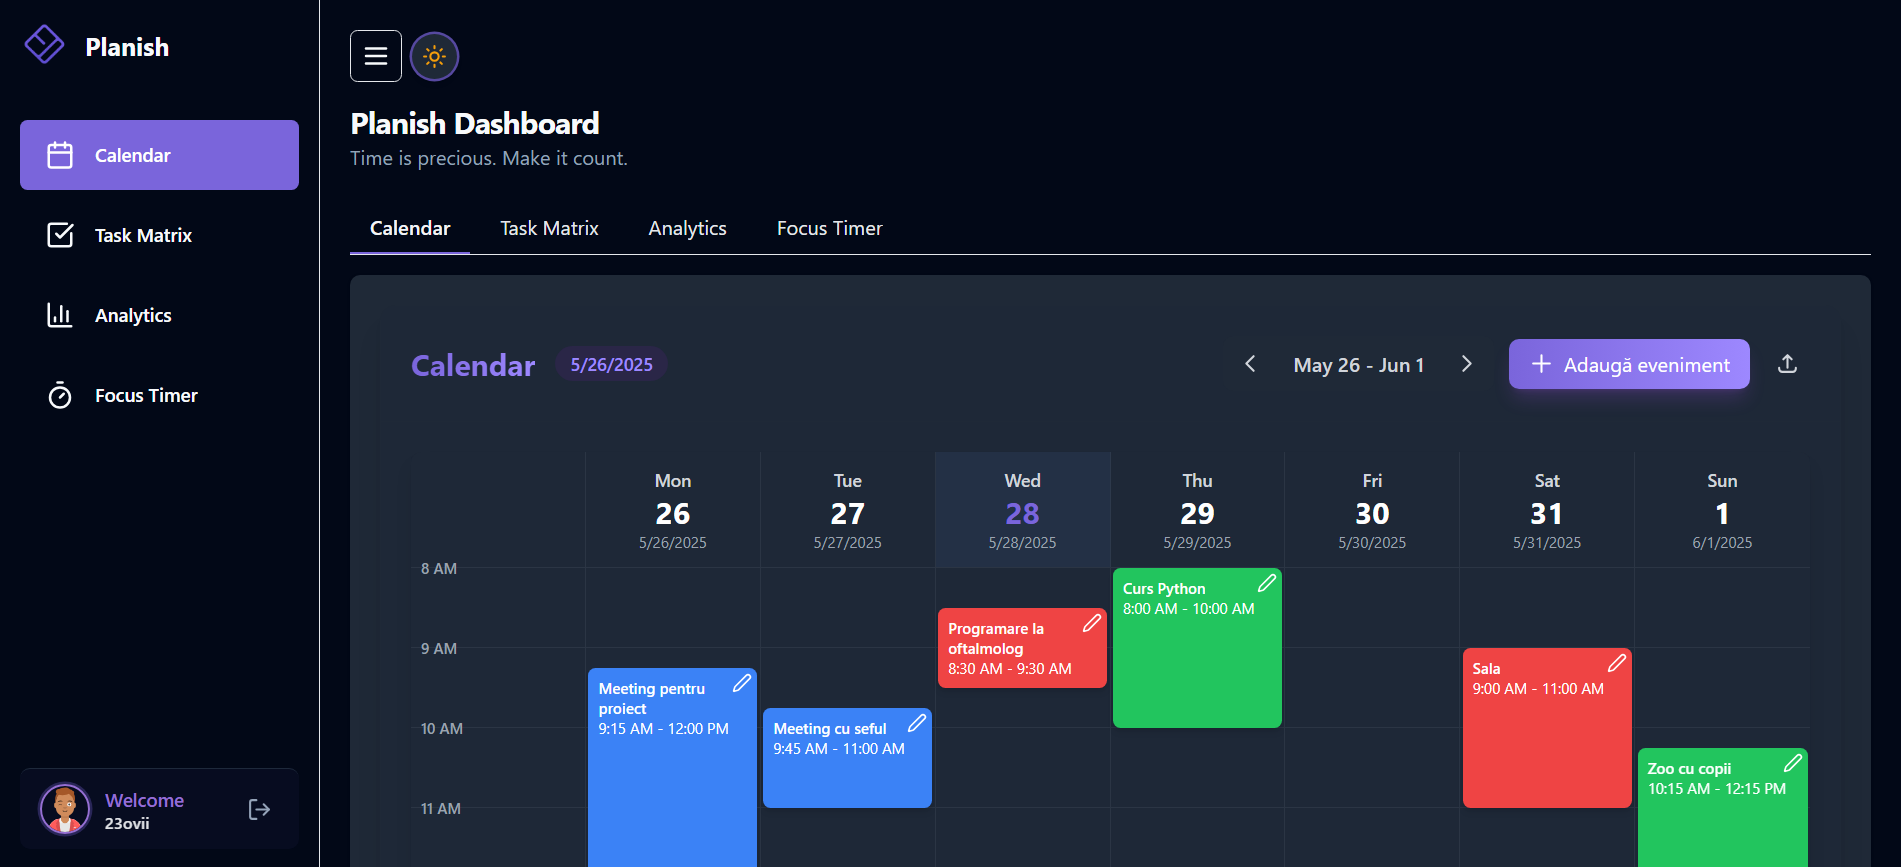 Planish
Calendar
Task Matrix
Analytics
Focus Timer
Welcome
23ovii
Planish Dashboard
Time is precious. Make it count.
Calendar Task Matrix Analytics Focus Timer
Calendar 5/26/2025
May 26 - Jun 1
Adaugă eveniment
Mon Tue Wed Thu Fri Sat Sun
26 27 28 29 30 31 1
5/26/2025 5/27/2025 5/28/2025 5/29/2025 5/30/2025 5/31/2025 6/1/2025
8 AM
9 AM
10 AM
11 AM
Meeting pentru
proiect
9:15 AM - 12:00 PM
Meeting cu seful
9:45 AM - 11:00 AM
Programare la
oftalmolog
8:30 AM - 9:30 AM
Curs Python
8:00 AM - 10:00 AM
Sala
9:00 AM - 11:00 AM
Zoo cu copii
10:15 AM - 12:15 PM